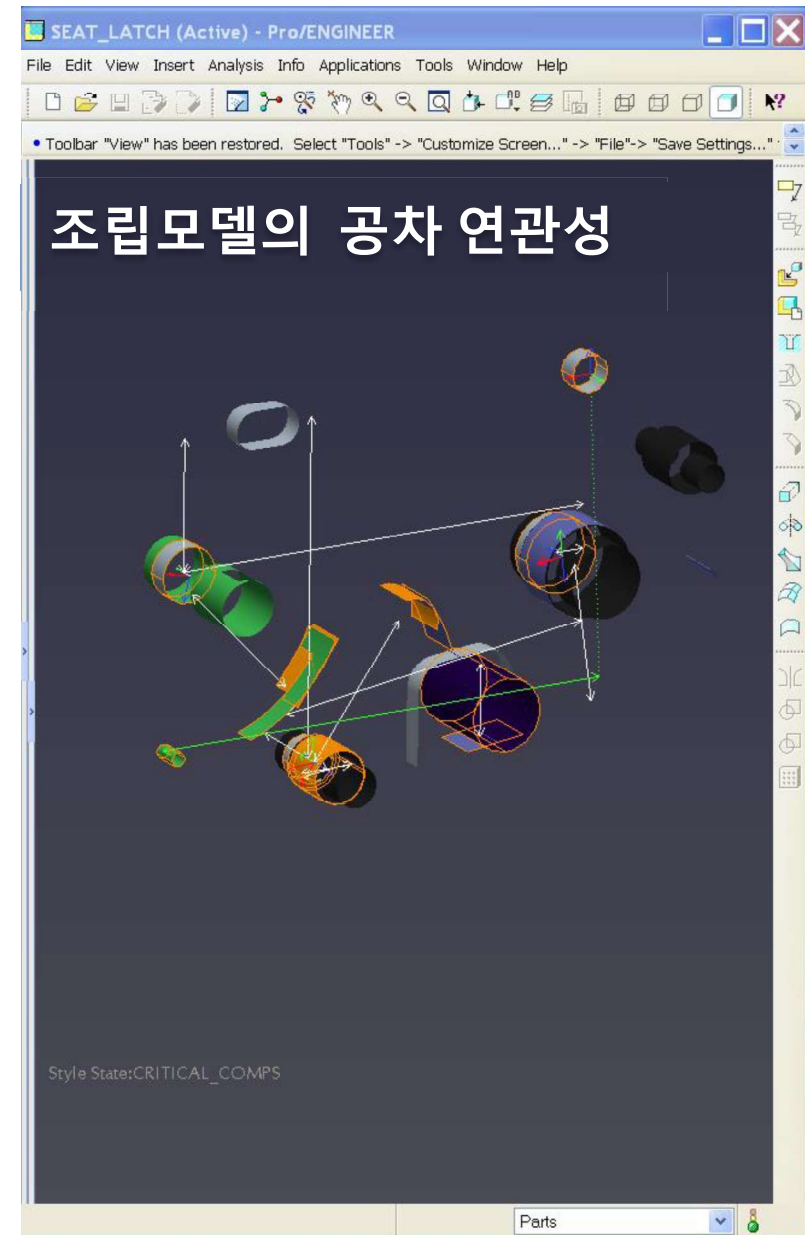 SEAT_LATCH (Active) - Pro/ENGINEER
File Edit View Insert Analysis Info Applications Tools Window Help
• Toolbar "View" has been restored. Select "Tools" -> "Customize Screen..." -> "File"-> "Save Settings..."
조립모델의 공차 연관성
Style State:CRITICAL_COMPS
Parts